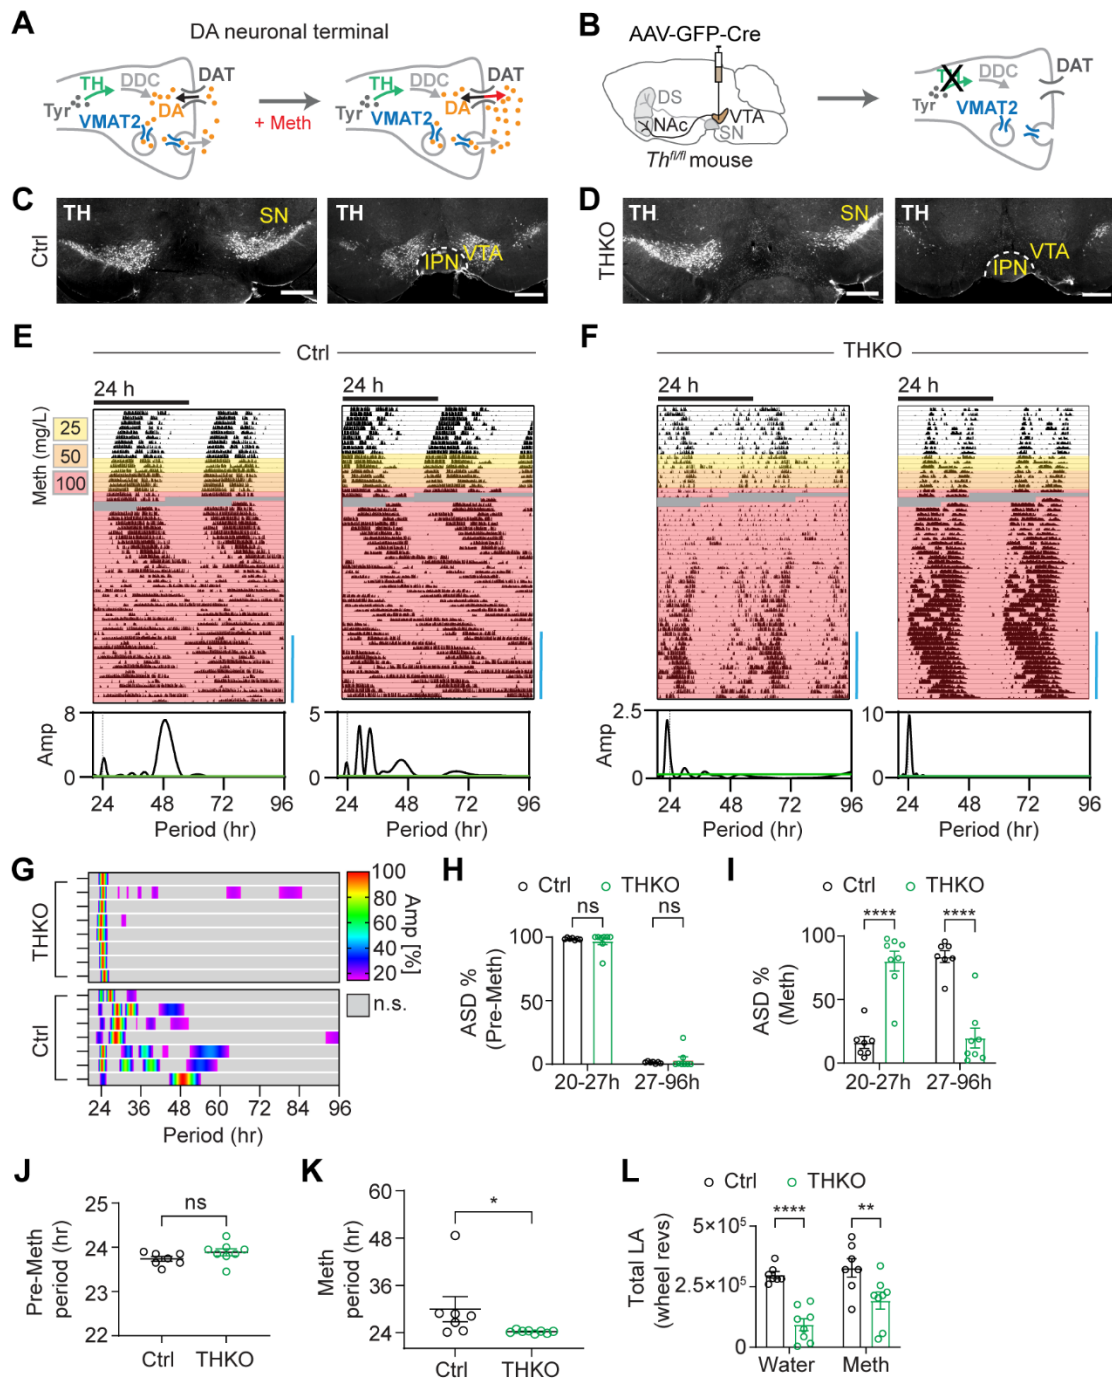 A
DA neuronal terminal
TH
DDC
DAT
Tyr
DA
VMAT2
+ Meth
TH
DDC
DAT
Tyr
DA
VMAT2
B
AAV-GFP-Cre
DS
NAc
VTA
SN
Th^fl/fl mouse
TH
DAT
DDC
Tyr
VMAT2
C
Ctrl
TH
SN
TH
IPN
VTA
D
THKO
TH
SN
TH
IPN
VTA
E
Ctrl
24 h
24 h
Meth (mg/L)
25
50
100
Amp
8
0
24 48 72 96
Period (hr)
5
0
24 48 72 96
Period (hr)
F
THKO
24 h
24 h
Amp
2.5
0
24 48 72 96
Period (hr)
10
0
24 48 72 96
Period (hr)
G
THKO
Ctrl
24 36 48 60 72 84 96
Period (hr)
100
80
60
40
20
Amp [%]
n.s.
H
Ctrl THKO
ns ns
ASD %
(Pre-Meth)
100
50
0
20-27h 27-96h
I
Ctrl THKO
**** ****
ASD %
(Meth)
100
50
0
20-27h 27-96h
J
ns
Pre-Meth
period (hr)
25
24
23
22
Ctrl THKO
K
*
Meth
period (hr)
60
48
36
24
Ctrl THKO
L
Ctrl THKO
**** **
Total LA
(wheel revs)
5×10^5
2.5×10^5
0
Water Meth